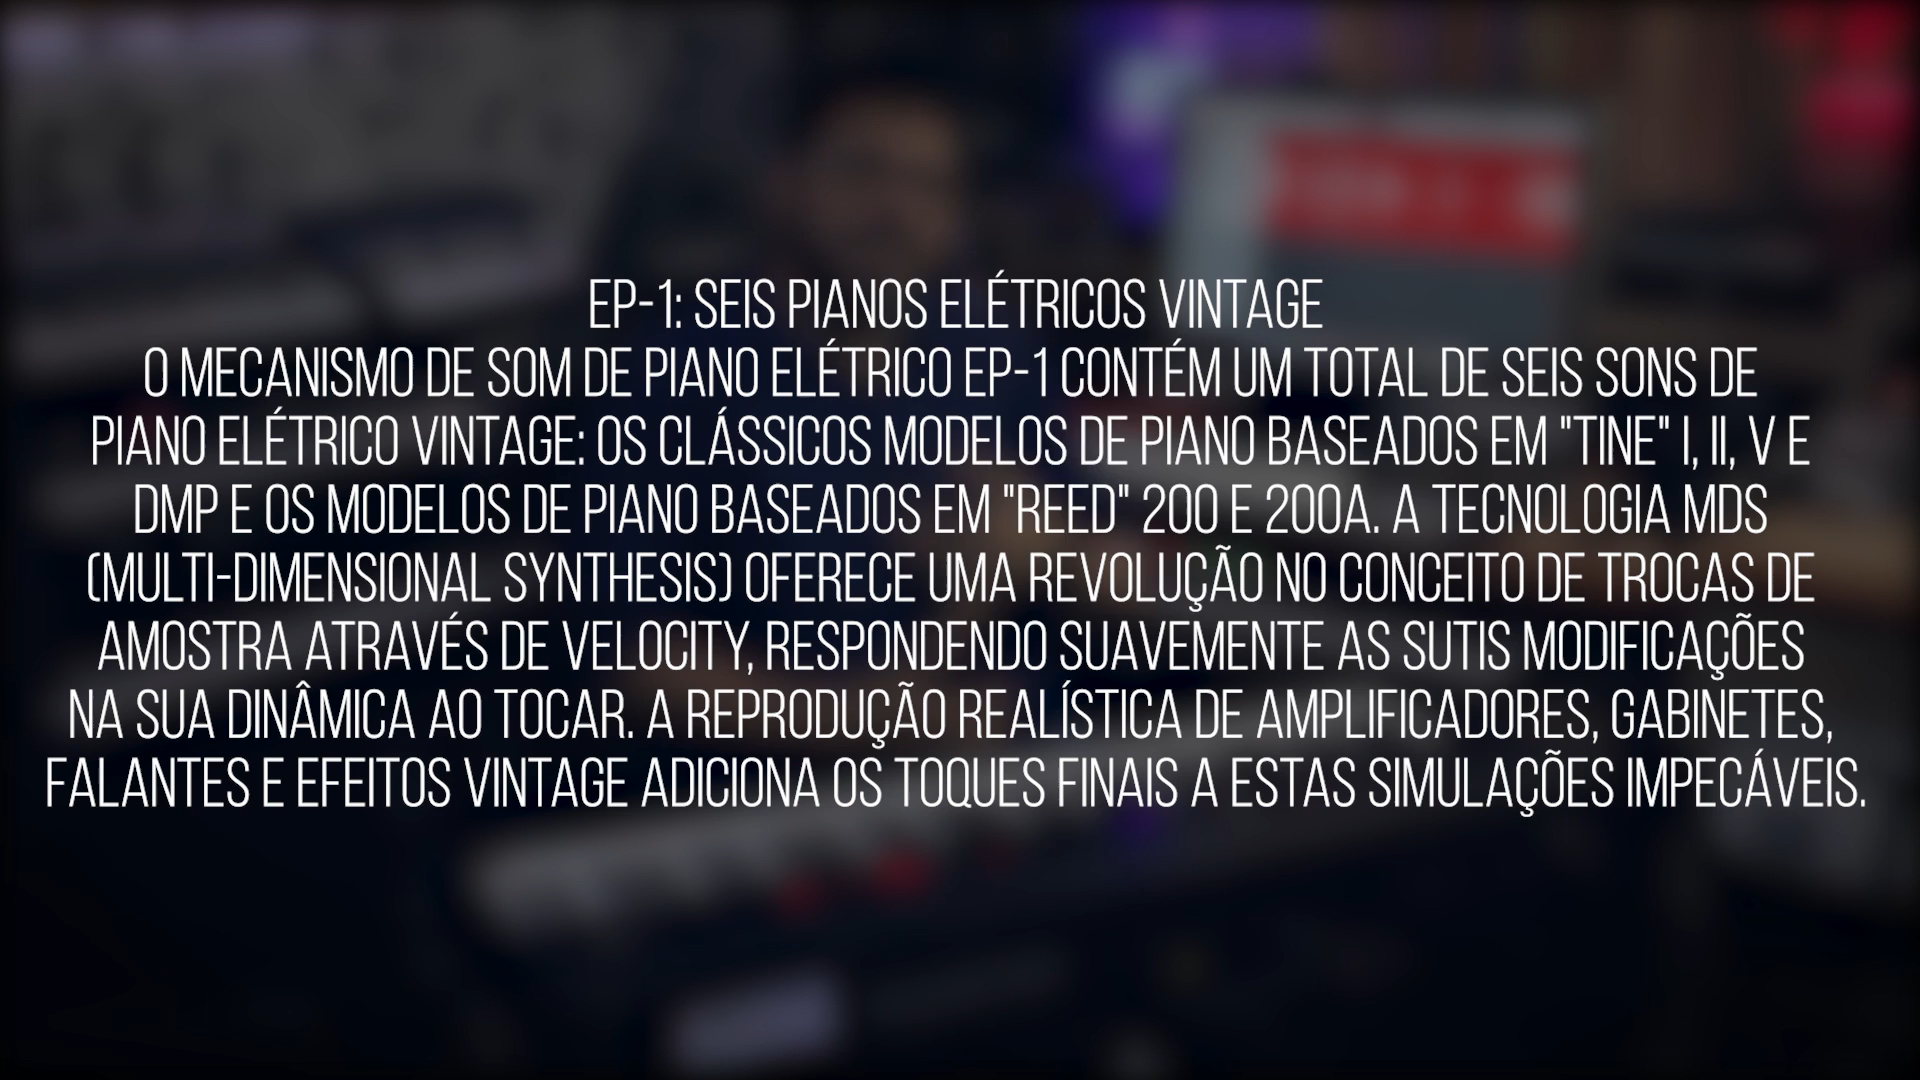 EP-1: SEIS PIANOS ELÉTRICOS VINTAGE
O MECANISMO DE SOM DE PIANO ELÉTRICO EP-1 CONTÉM UM TOTAL DE SEIS SONS DE
PIANO ELÉTRICO VINTAGE: OS CLÁSSICOS MODELOS DE PIANO BASEADOS EM "TINE" I, II, V E
DMP E OS MODELOS DE PIANO BASEADOS EM "REED" 200 E 200A. A TECNOLOGIA MDS
(MULTI-DIMENSIONAL SYNTHESIS) OFERECE UMA REVOLUÇÃO NO CONCEITO DE TROCAS DE
AMOSTRA ATRAVÉS DE VELOCITY, RESPONDENDO SUAVEMENTE AS SUTIS MODIFICAÇÕES
NA SUA DINÂMICA AO TOCAR. A REPRODUÇÃO REALÍSTICA DE AMPLIFICADORES, GABINETES,
FALANTES E EFEITOS VINTAGE ADICIONA OS TOQUES FINAIS A ESTAS SIMULAÇÕES IMPECÁVEIS.